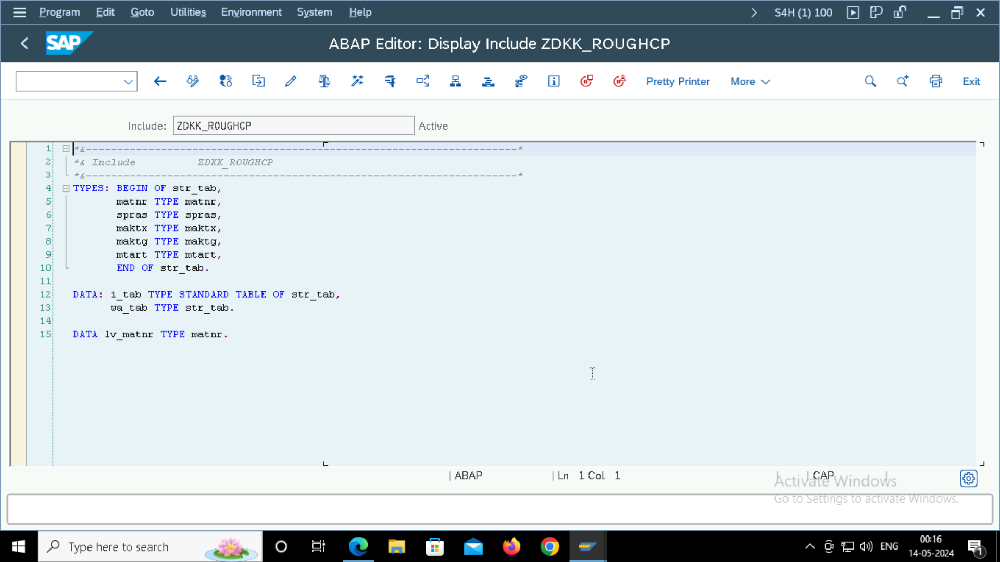 Program Edit Goto Utilities Environment System Help S4H (1) 100
SAP ABAP Editor: Display Include ZDKK_ROUGHCP
Pretty Printer More Exit
Include: ZDKK_ROUGHCP Active
1 *&---------------------------------------------------------------------*
2 *& Include ZDKK_ROUGHCP
3 *&---------------------------------------------------------------------*
4 TYPES: BEGIN OF str_tab,
5 matnr TYPE matnr,
6 spras TYPE spras,
7 maktx TYPE maktx,
8 maktg TYPE maktg,
9 mtart TYPE mtart,
10 END OF str_tab.
11
12 DATA: i_tab TYPE STANDARD TABLE OF str_tab,
13 wa_tab TYPE str_tab.
14
15 DATA lv_matnr TYPE matnr.
ABAP Ln 1 Col 1 CAP
Activate Windows
Go to Settings to activate Windows.
Type here to search ENG 00:16
14-05-2024 1